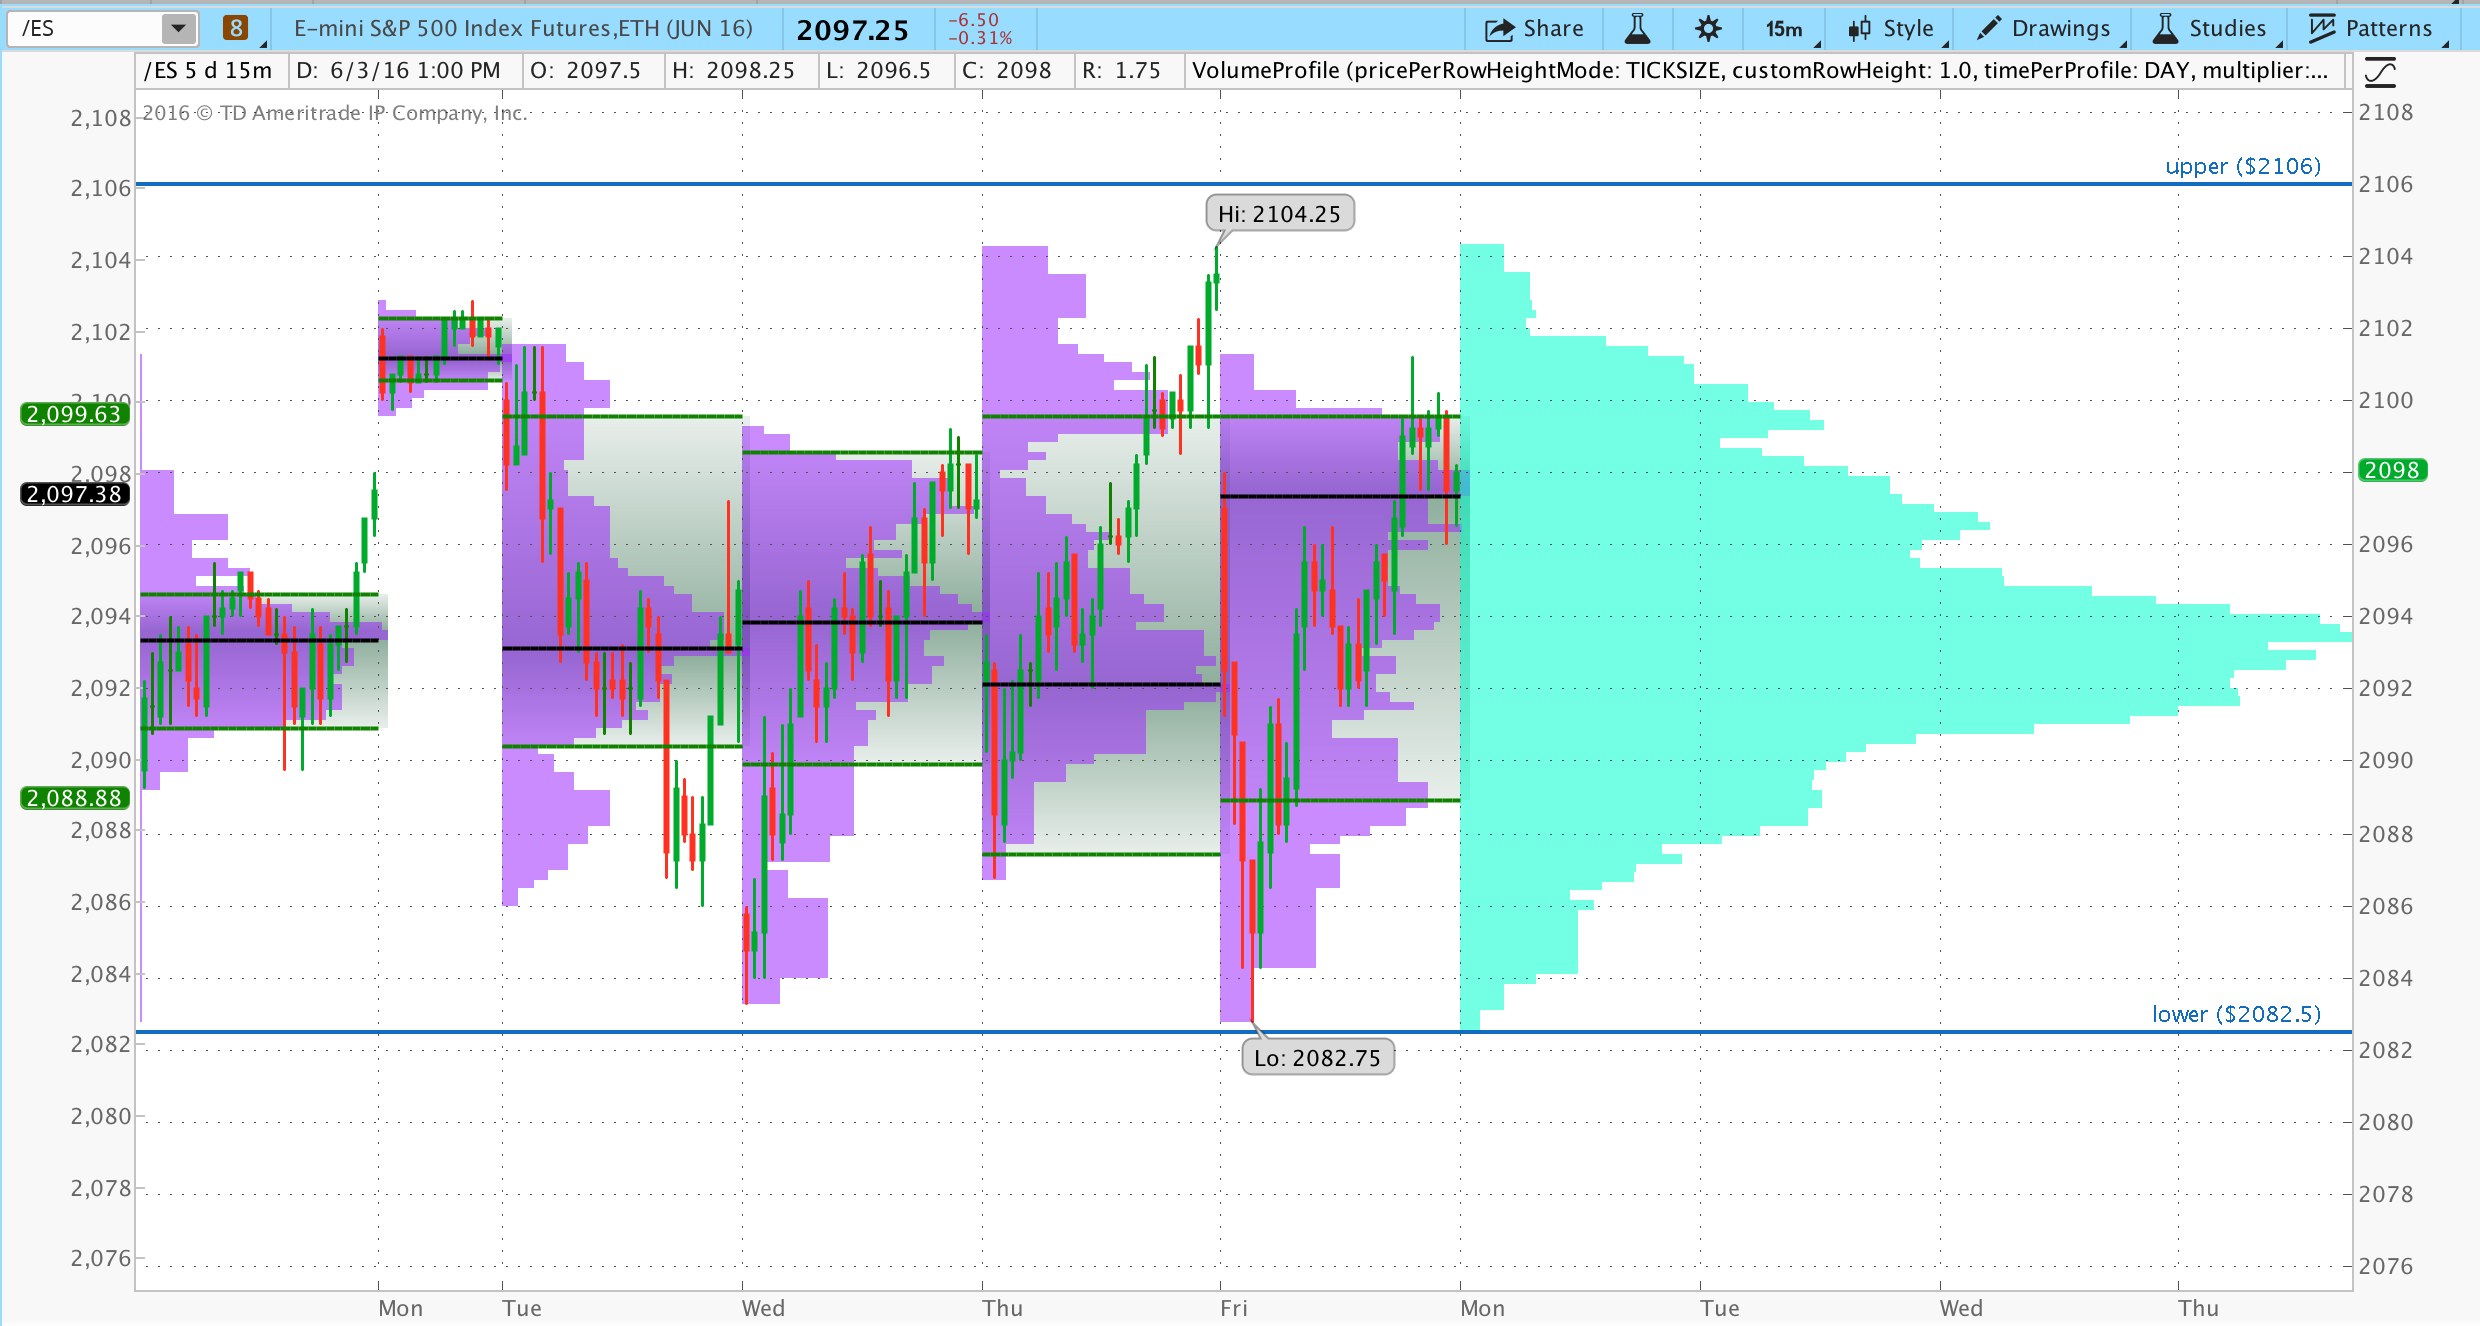 /ES 8 E-mini S&P 500 Index Futures,ETH (JUN 16) 2097.25 -6.50 Share 15m Style Drawings Studies Patterns
-0.31%
/ES 5 d 15m D: 6/3/16 1:00 PM O: 2097.5 H: 2098.25 L: 2096.5 C: 2098 R: 1.75 VolumeProfile (pricePerRowHeightMode: TICKSIZE, customRowHeight: 1.0, timePerProfile: DAY, multiplier:...
2016 © TD Ameritrade IP Company, Inc.
2,108 2108
upper ($2106)
2,106 2106
Hi: 2104.25
2,104 2104
2,102 2102
2,100 2100
2,099.63
2,098 2098
2,097.38
2,096 2096
2,094 2094
2,092 2092
2,090 2090
2,088.88
2,088 2088
2,086 2086
2,084 2084
lower ($2082.5)
2,082 2082
Lo: 2082.75
2,080 2080
2,078 2078
2,076 2076
Mon Tue Wed Thu Fri Mon Tue Wed Thu